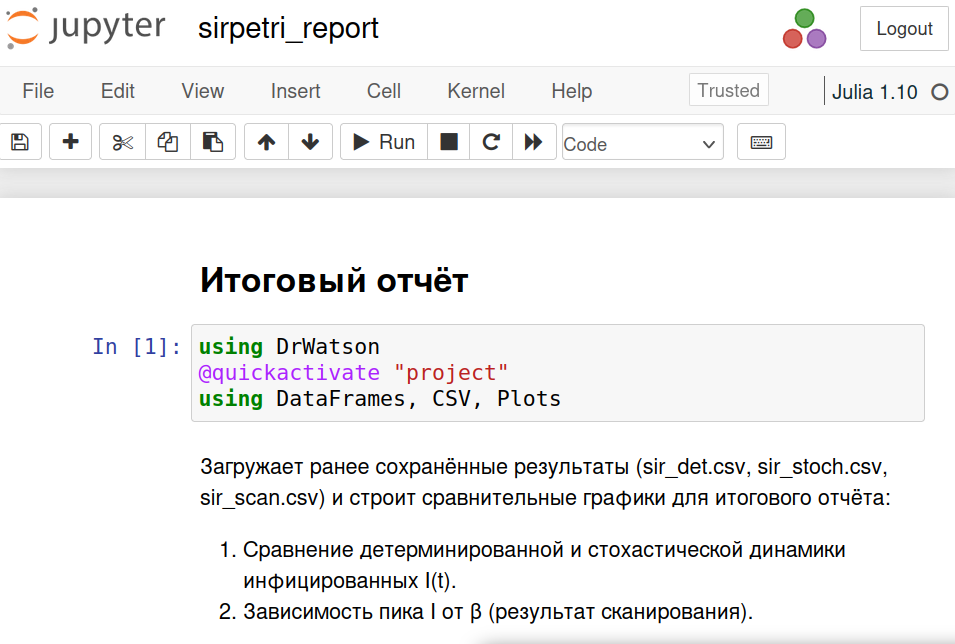 jupyter sirpetri_report Logout
File Edit View Insert Cell Kernel Help Trusted Julia 1.10
Run Code
Итоговый отчёт
In [1]: using DrWatson
@quickactivate "project"
using DataFrames, CSV, Plots
Загружает ранее сохранённые результаты (sir_det.csv, sir_stoch.csv,
sir_scan.csv) и строит сравнительные графики для итогового отчёта:
1. Сравнение детерминированной и стохастической динамики
инфицированных I(t).
2. Зависимость пика I от β (результат сканирования).